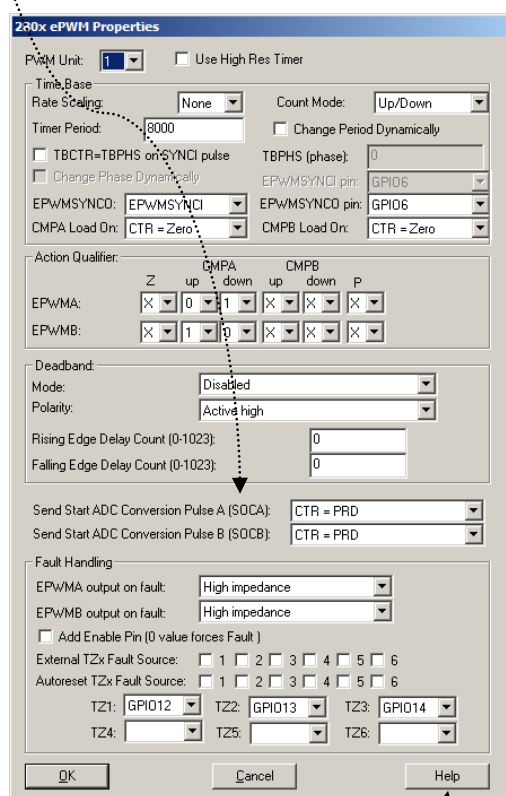 280x ePWM Properties
PWM Unit: 1 Use High Res Timer
Time Base
Rate Scaling: None Count Mode: Up/Down
Timer Period: 8000 Change Period Dynamically
TBCTR=TBPHS on SYNCI pulse TBPHS (phase): 0
Change Phase Dynamically EPWMSYNCI pin: GPIO6
EPWMSYNCO: EPWMSYNCI EPWMSYNCO pin: GPIO6
CMPA Load On: CTR = Zero CMPB Load On: CTR = Zero
Action Qualifier:
CMPA CMPB
Z up down up down P
EPWMA: X 0 1 X X X
EPWMB: X 1 0 X X X
Deadband:
Mode: Disabled
Polarity: Active high
Rising Edge Delay Count (0-1023): 0
Falling Edge Delay Count (0-1023): 0
Send Start ADC Conversion Pulse A (SOCA): CTR = PRD
Send Start ADC Conversion Pulse B (SOCB): CTR = PRD
Fault Handling
EPWMA output on fault: High impedance
EPWMB output on fault: High impedance
Add Enable Pin (0 value forces Fault )
External TZx Fault Source: 1 2 3 4 5 6
Autoreset TZx Fault Source: 1 2 3 4 5 6
TZ1: GPIO12 TZ2: GPIO13 TZ3: GPIO14
TZ4: TZ5: TZ6:
OK Cancel Help